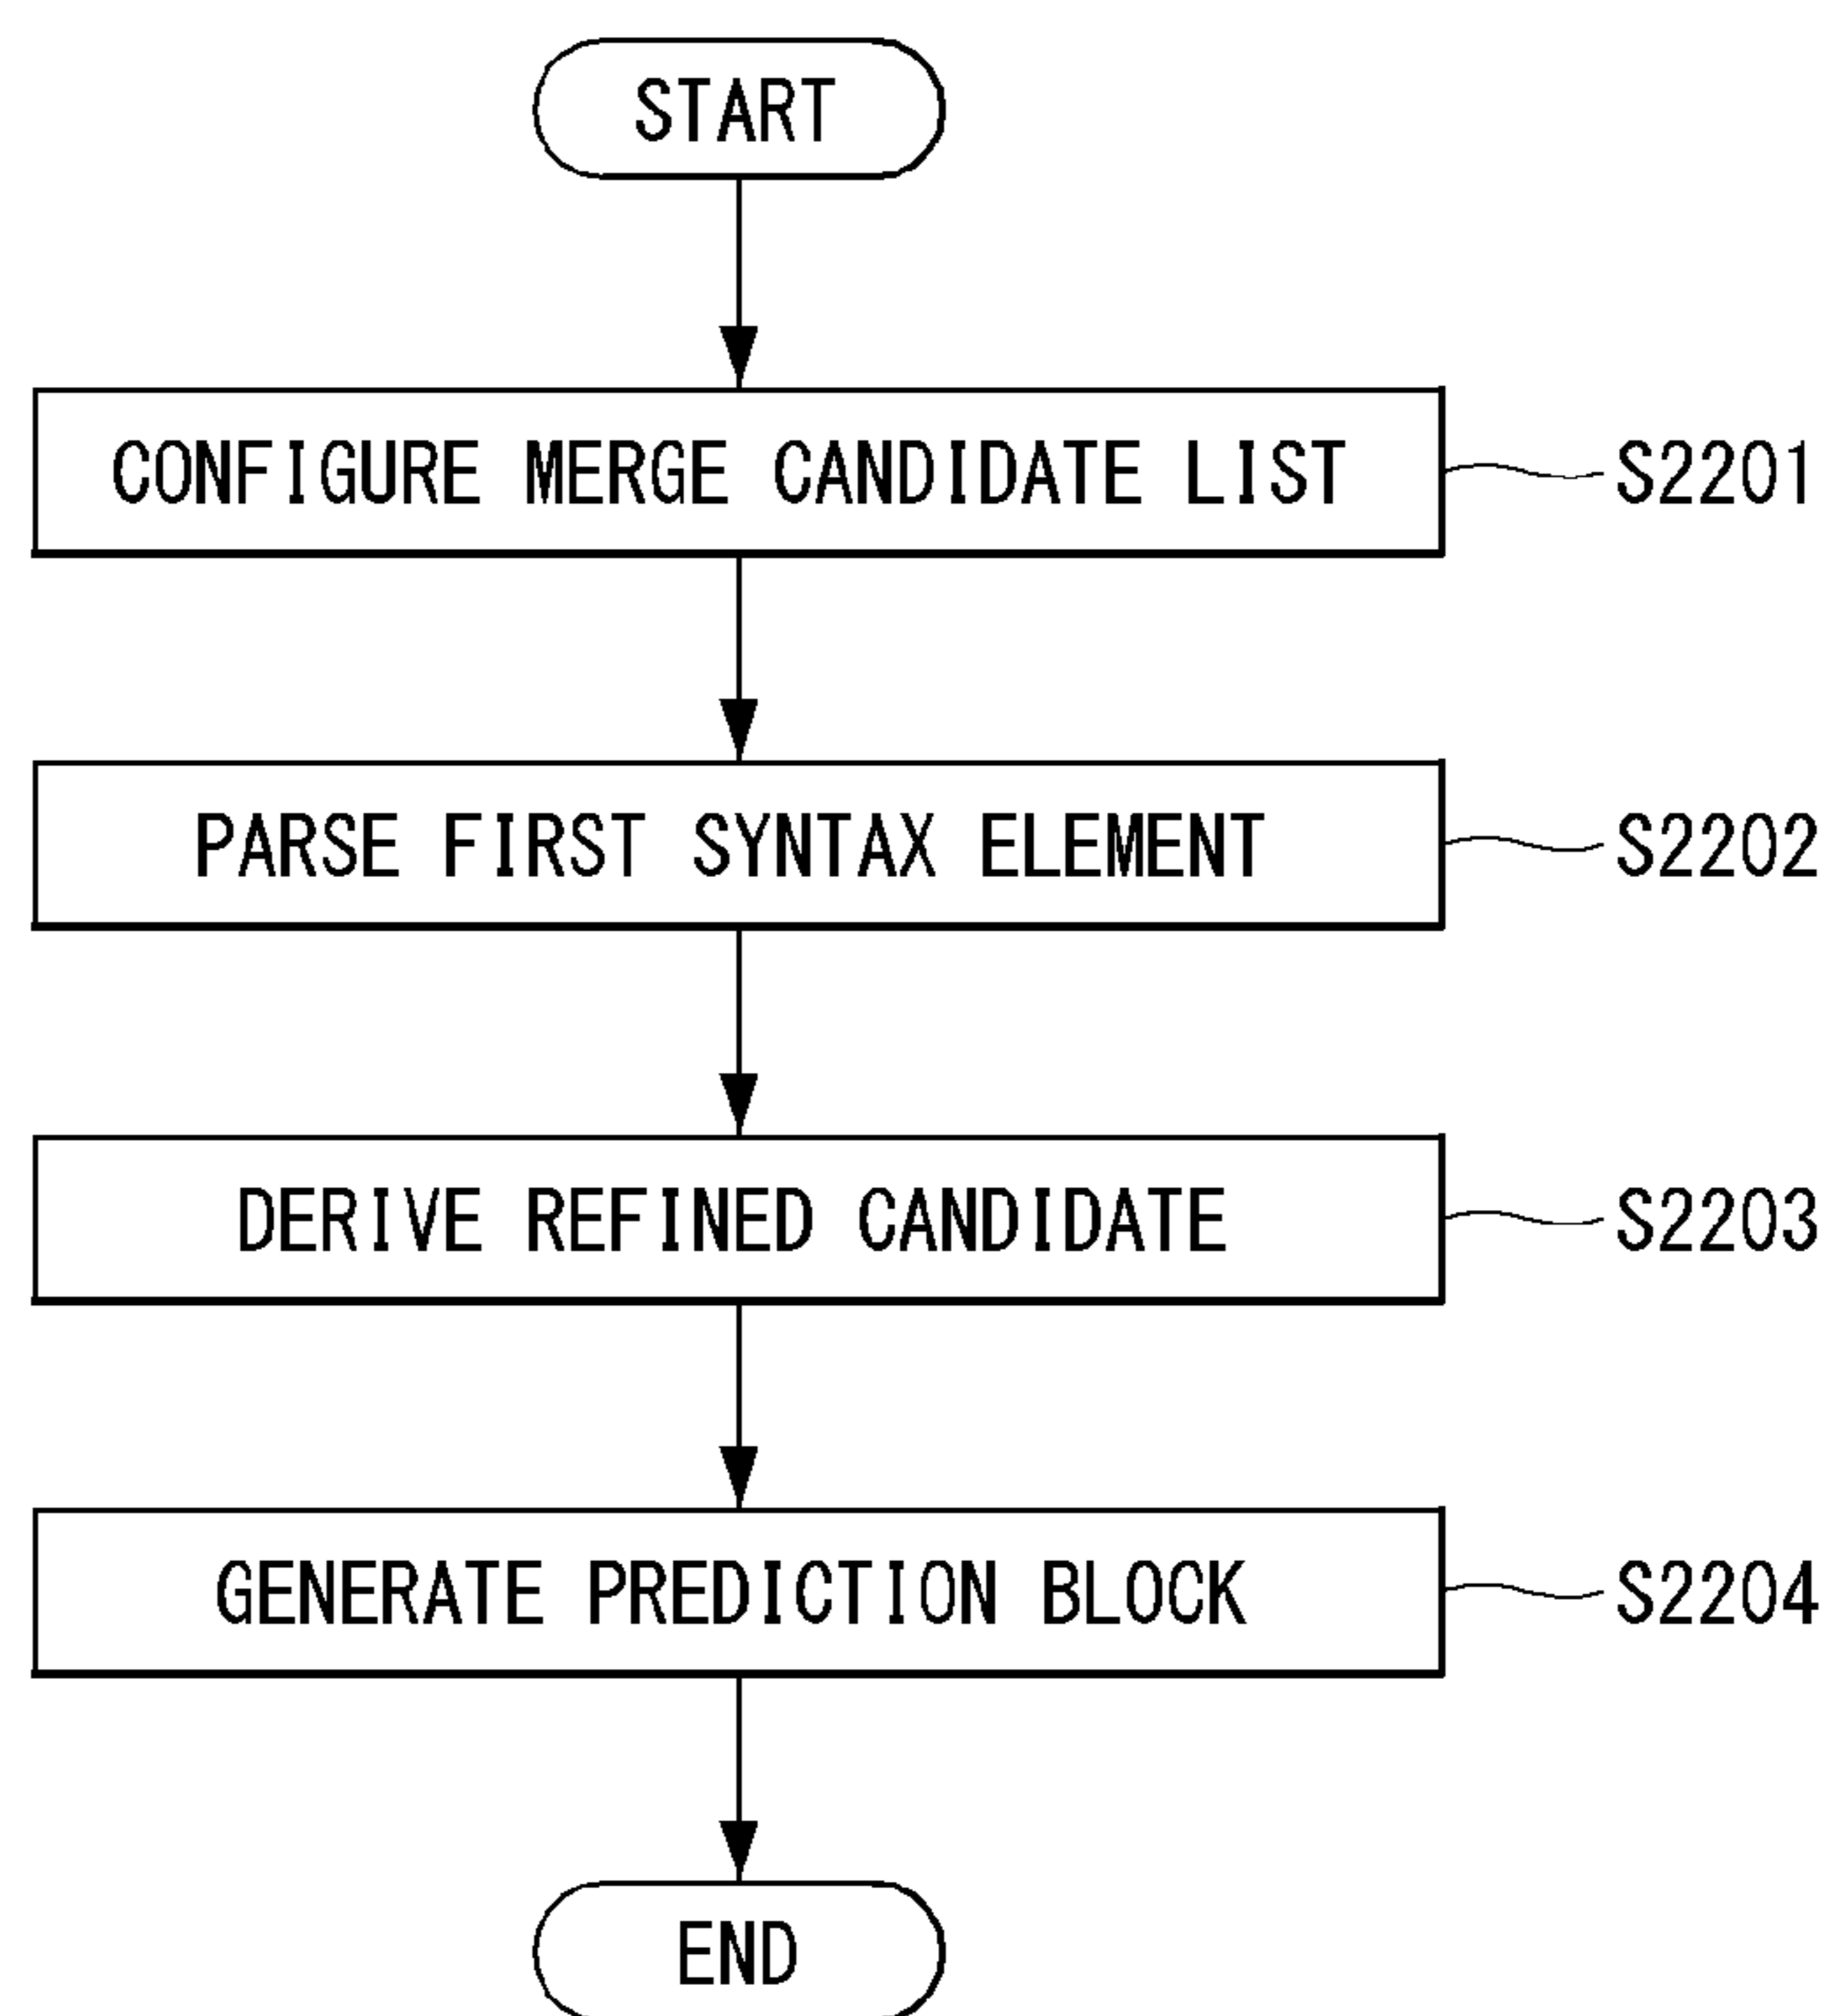 START
CONFIGURE MERGE CANDIDATE LIST S2201
PARSE FIRST SYNTAX ELEMENT S2202
DERIVE REFINED CANDIDATE S2203
GENERATE PREDICTION BLOCK S2204
END